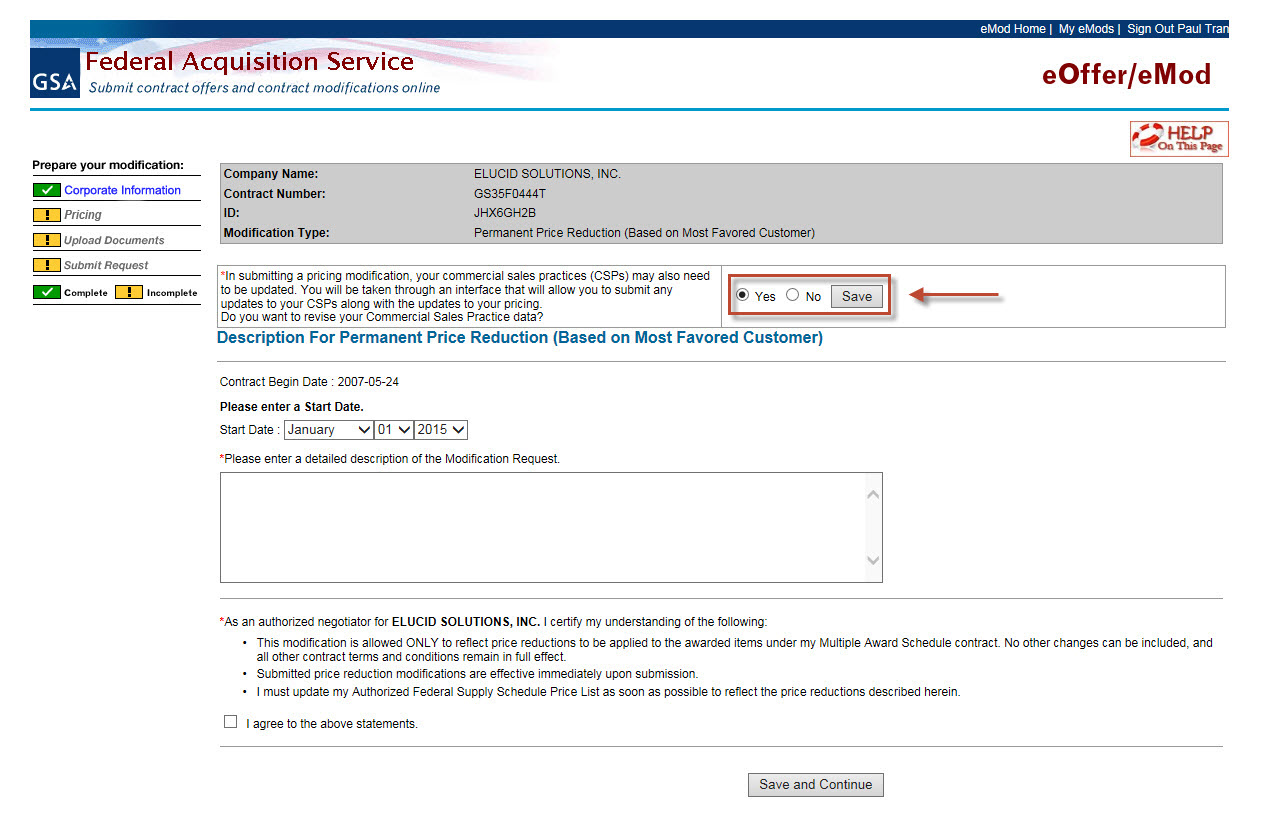 eMod Home | My eMods | Sign Out Paul Tran
GSA
Federal Acquisition Service
Submit contract offers and contract modifications online
eOffer/eMod
HELP
On This Page
Prepare your modification:
Corporate Information
! Pricing
! Upload Documents
! Submit Request
Complete ! Incomplete
Company Name: ELUCID SOLUTIONS, INC.
Contract Number: GS35F0444T
ID: JHX6GH2B
Modification Type: Permanent Price Reduction (Based on Most Favored Customer)
*In submitting a pricing modification, your commercial sales practices (CSPs) may also need
to be updated. You will be taken through an interface that will allow you to submit any
updates to your CSPs along with the updates to your pricing.
Do you want to revise your Commercial Sales Practice data?
Yes No Save
Description For Permanent Price Reduction (Based on Most Favored Customer)
Contract Begin Date : 2007-05-24
Please enter a Start Date.
Start Date : January 01 2015
*Please enter a detailed description of the Modification Request.
*As an authorized negotiator for ELUCID SOLUTIONS, INC. I certify my understanding of the following:
• This modification is allowed ONLY to reflect price reductions to be applied to the awarded items under my Multiple Award Schedule contract. No other changes can be included, and
all other contract terms and conditions remain in full effect.
• Submitted price reduction modifications are effective immediately upon submission.
• I must update my Authorized Federal Supply Schedule Price List as soon as possible to reflect the price reductions described herein.
I agree to the above statements.
Save and Continue